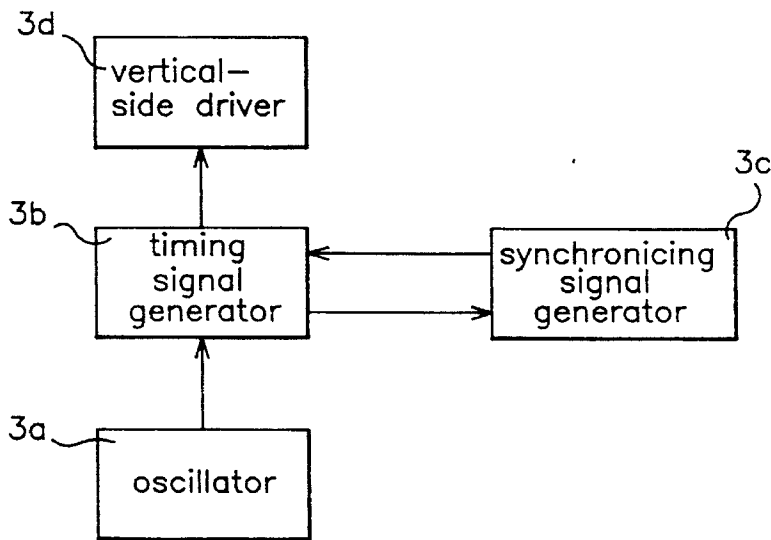 3d
vertical-
side driver
3b
timing
signal
generator
3c
synchronicing
signal
generator
3a
oscillator